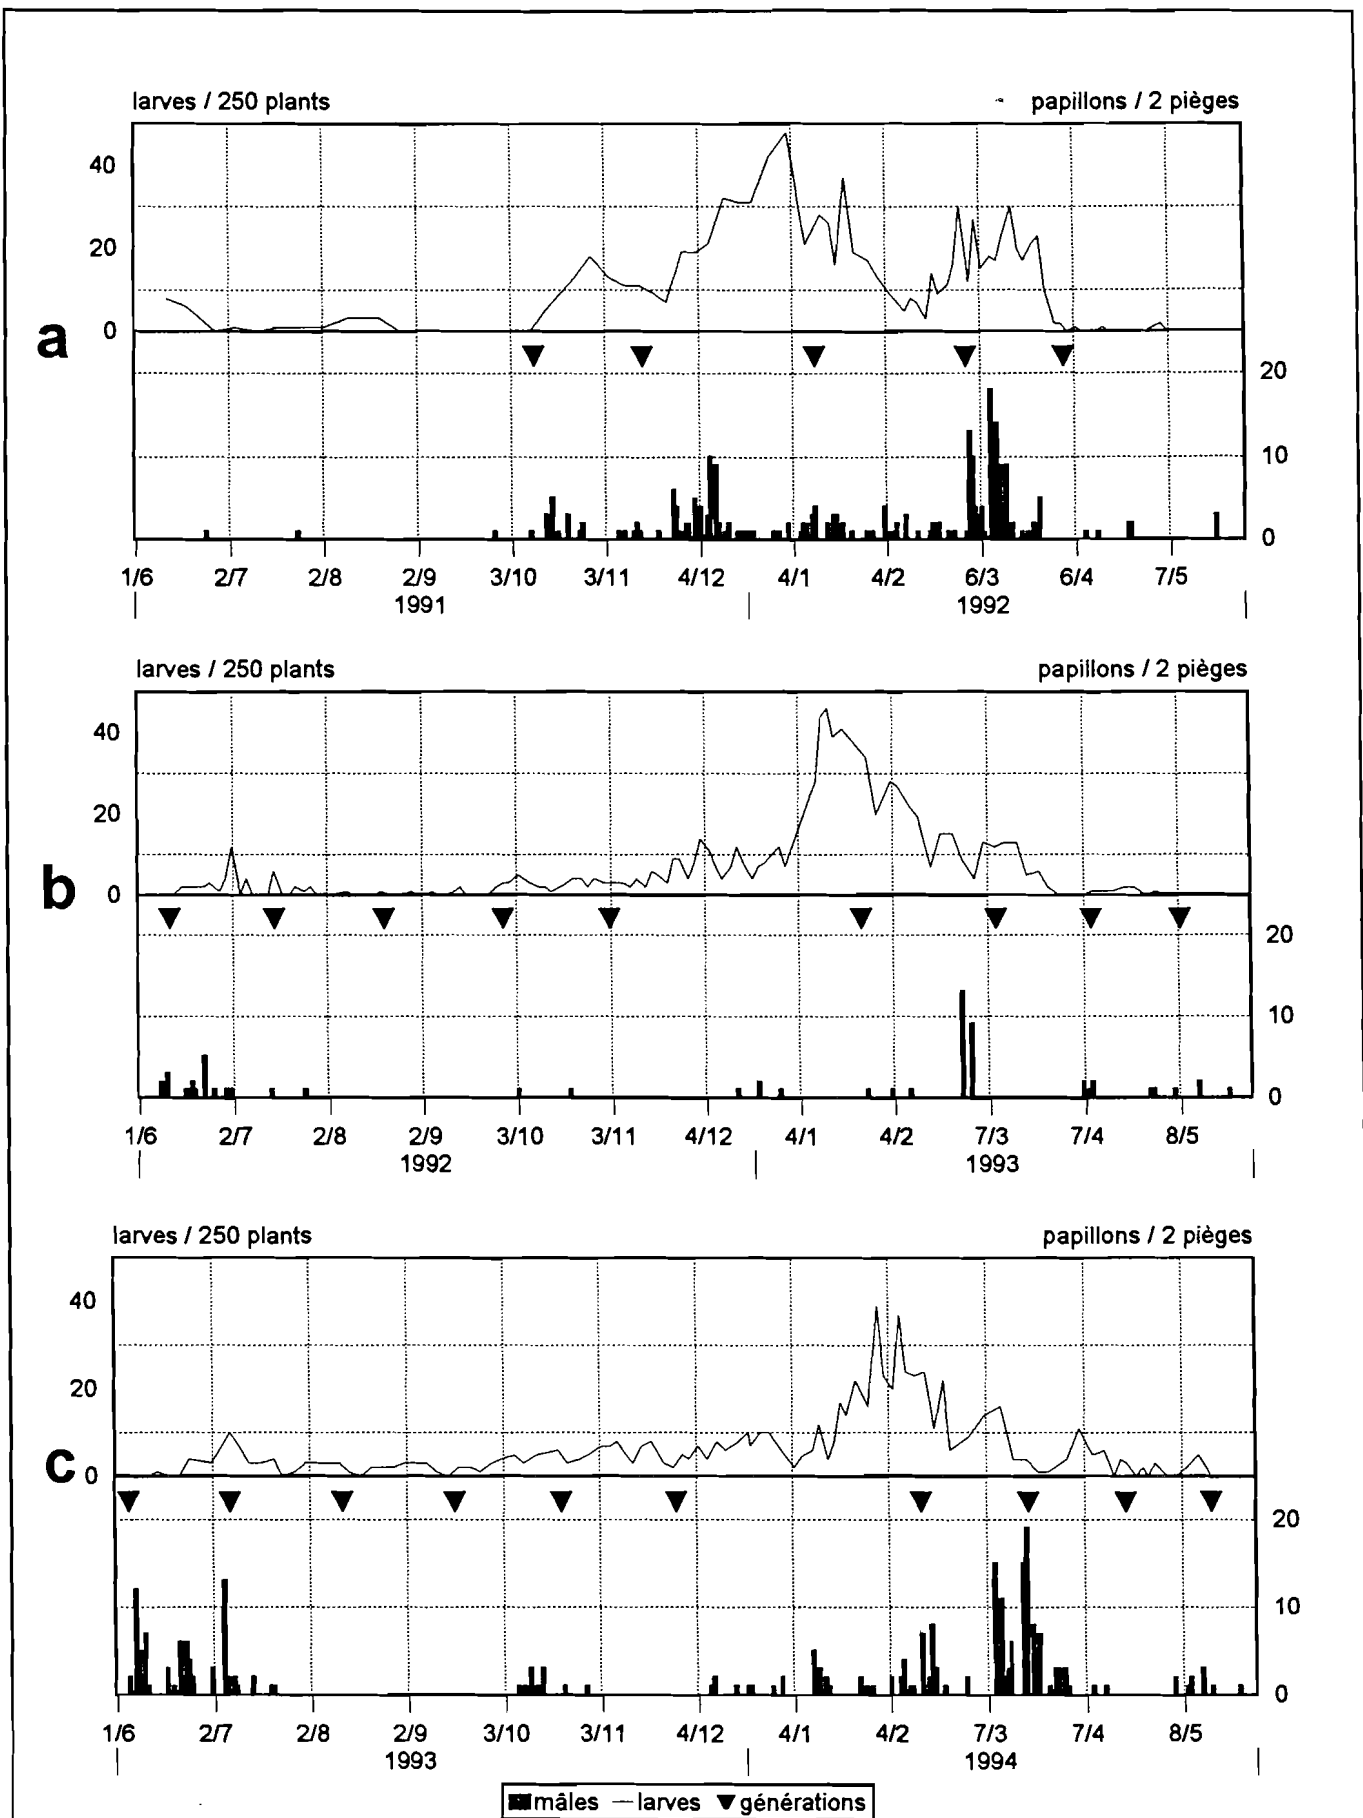 larves / 250 plants papillons / 2 pièges
40
20
0
a
20
10
0
1/6 2/7 2/8 2/9 3/10 3/11 4/12 4/1 4/2 6/3 6/4 7/5
1991 1992
larves / 250 plants papillons / 2 pièges
40
20
0
b
20
10
0
1/6 2/7 2/8 2/9 3/10 3/11 4/12 4/1 4/2 7/3 7/4 8/5
1992 1993
larves / 250 plants papillons / 2 pièges
40
20
0
c
20
10
0
1/6 2/7 2/8 2/9 3/10 3/11 4/12 4/1 4/2 7/3 7/4 8/5
1993 1994
mâles larves générations